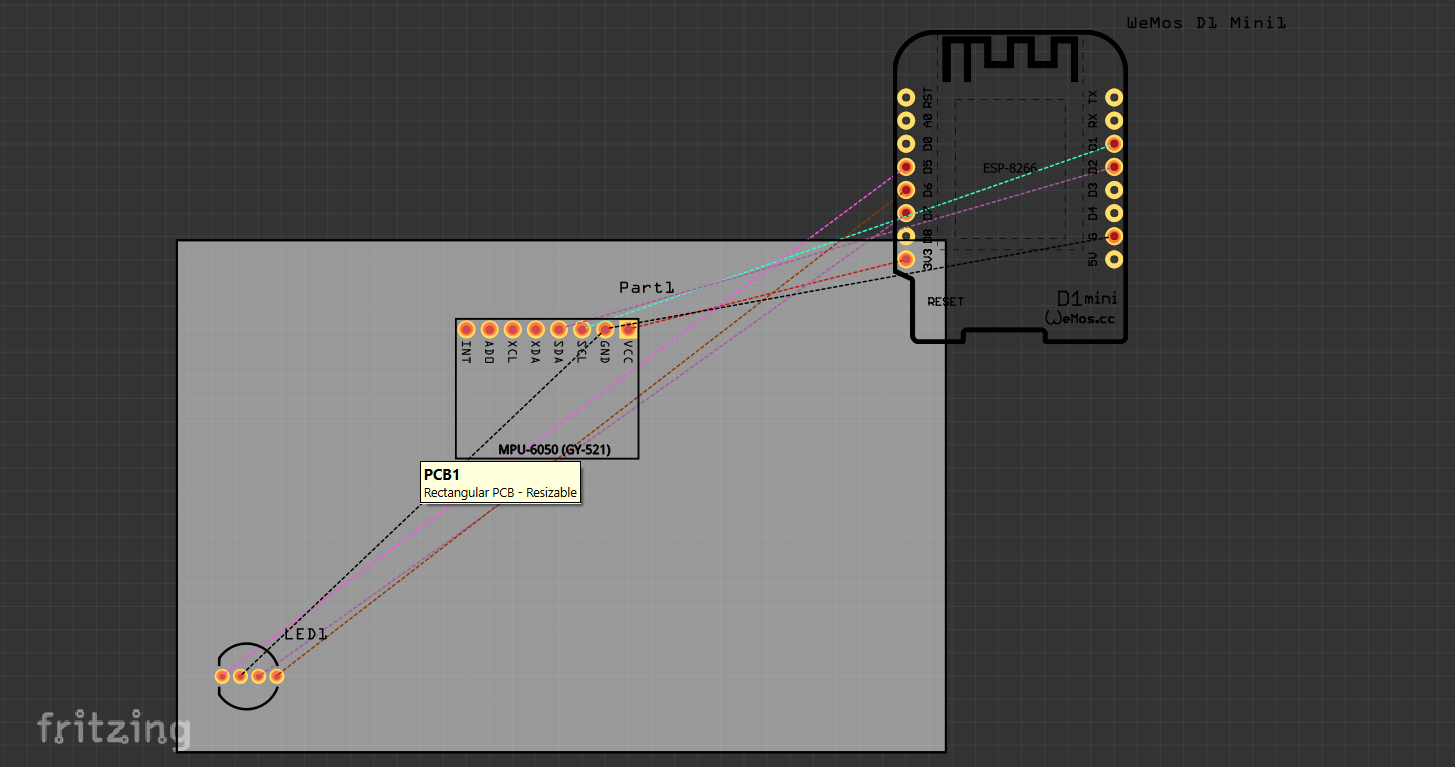 WeMos D1 Mini1
RST
A0
D0
D5
D6
D7
D8
3V3
TX
RX
D1
D2
D3
D4
G
5V
ESP-8266
RESET
D1 mini
WeMos.cc
Part1
INT
ADO
XCL
XDA
SDA
SCL
GND
VCC
MPU-6050 (GY-521)
PCB1
Rectangular PCB - Resizable
LED1
fritzing